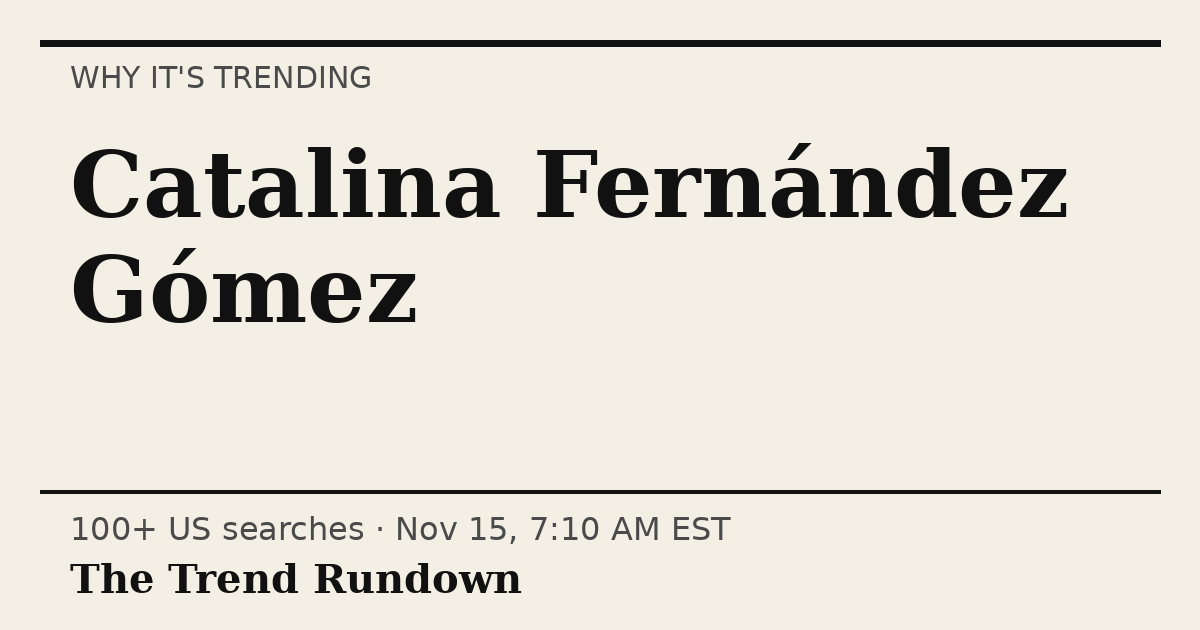 WHY IT'S TRENDING
Catalina Fernández
Gómez
100+ US searches · Nov 15, 7:10 AM EST
The Trend Rundown